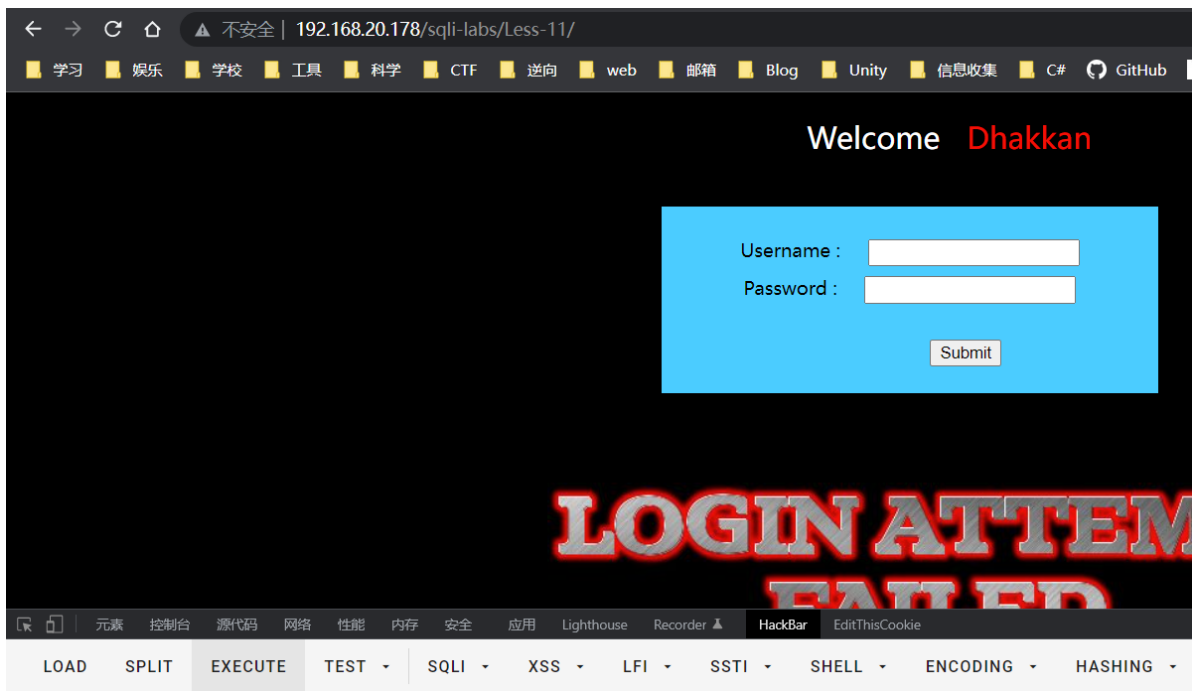 不安全 | 192.168.20.178/sqli-labs/Less-11/
学习 娱乐 学校 工具 科学 CTF 逆向 web 邮箱 Blog Unity 信息收集 C# GitHub
Welcome Dhakkan
Username :
Password :
Submit
LOGIN ATTEM
FAILED
元素 控制台 源代码 网络 性能 内存 安全 应用 Lighthouse Recorder HackBar EditThisCookie
LOAD SPLIT EXECUTE TEST SQLI XSS LFI SSTI SHELL ENCODING HASHING